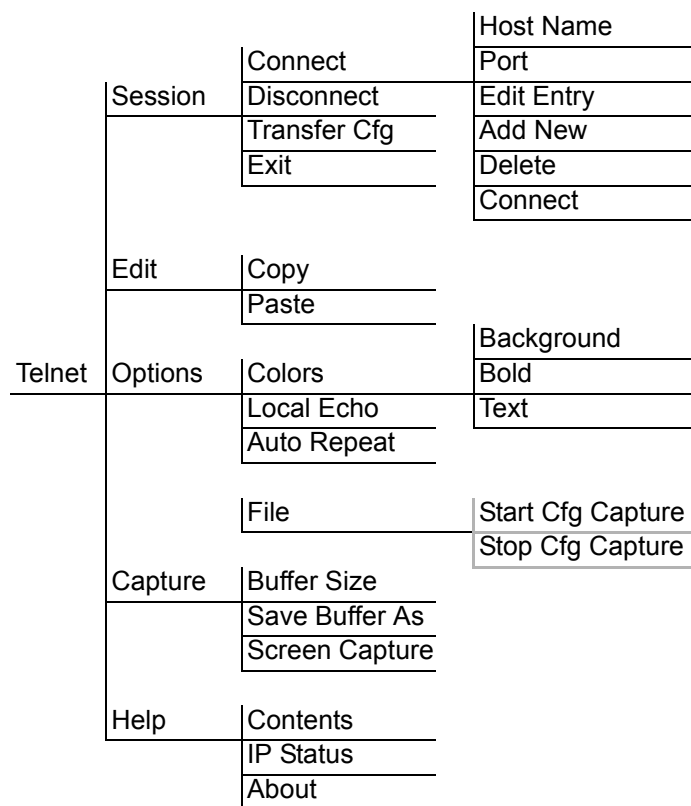 Host Name
Connect Port
Session Disconnect Edit Entry
Transfer Cfg Add New
Exit Delete
Connect
Edit Copy
Paste
Background
Telnet Options Colors Bold
Local Echo Text
Auto Repeat
File Start Cfg Capture
Stop Cfg Capture
Capture Buffer Size
Save Buffer As
Screen Capture
Help Contents
IP Status
About